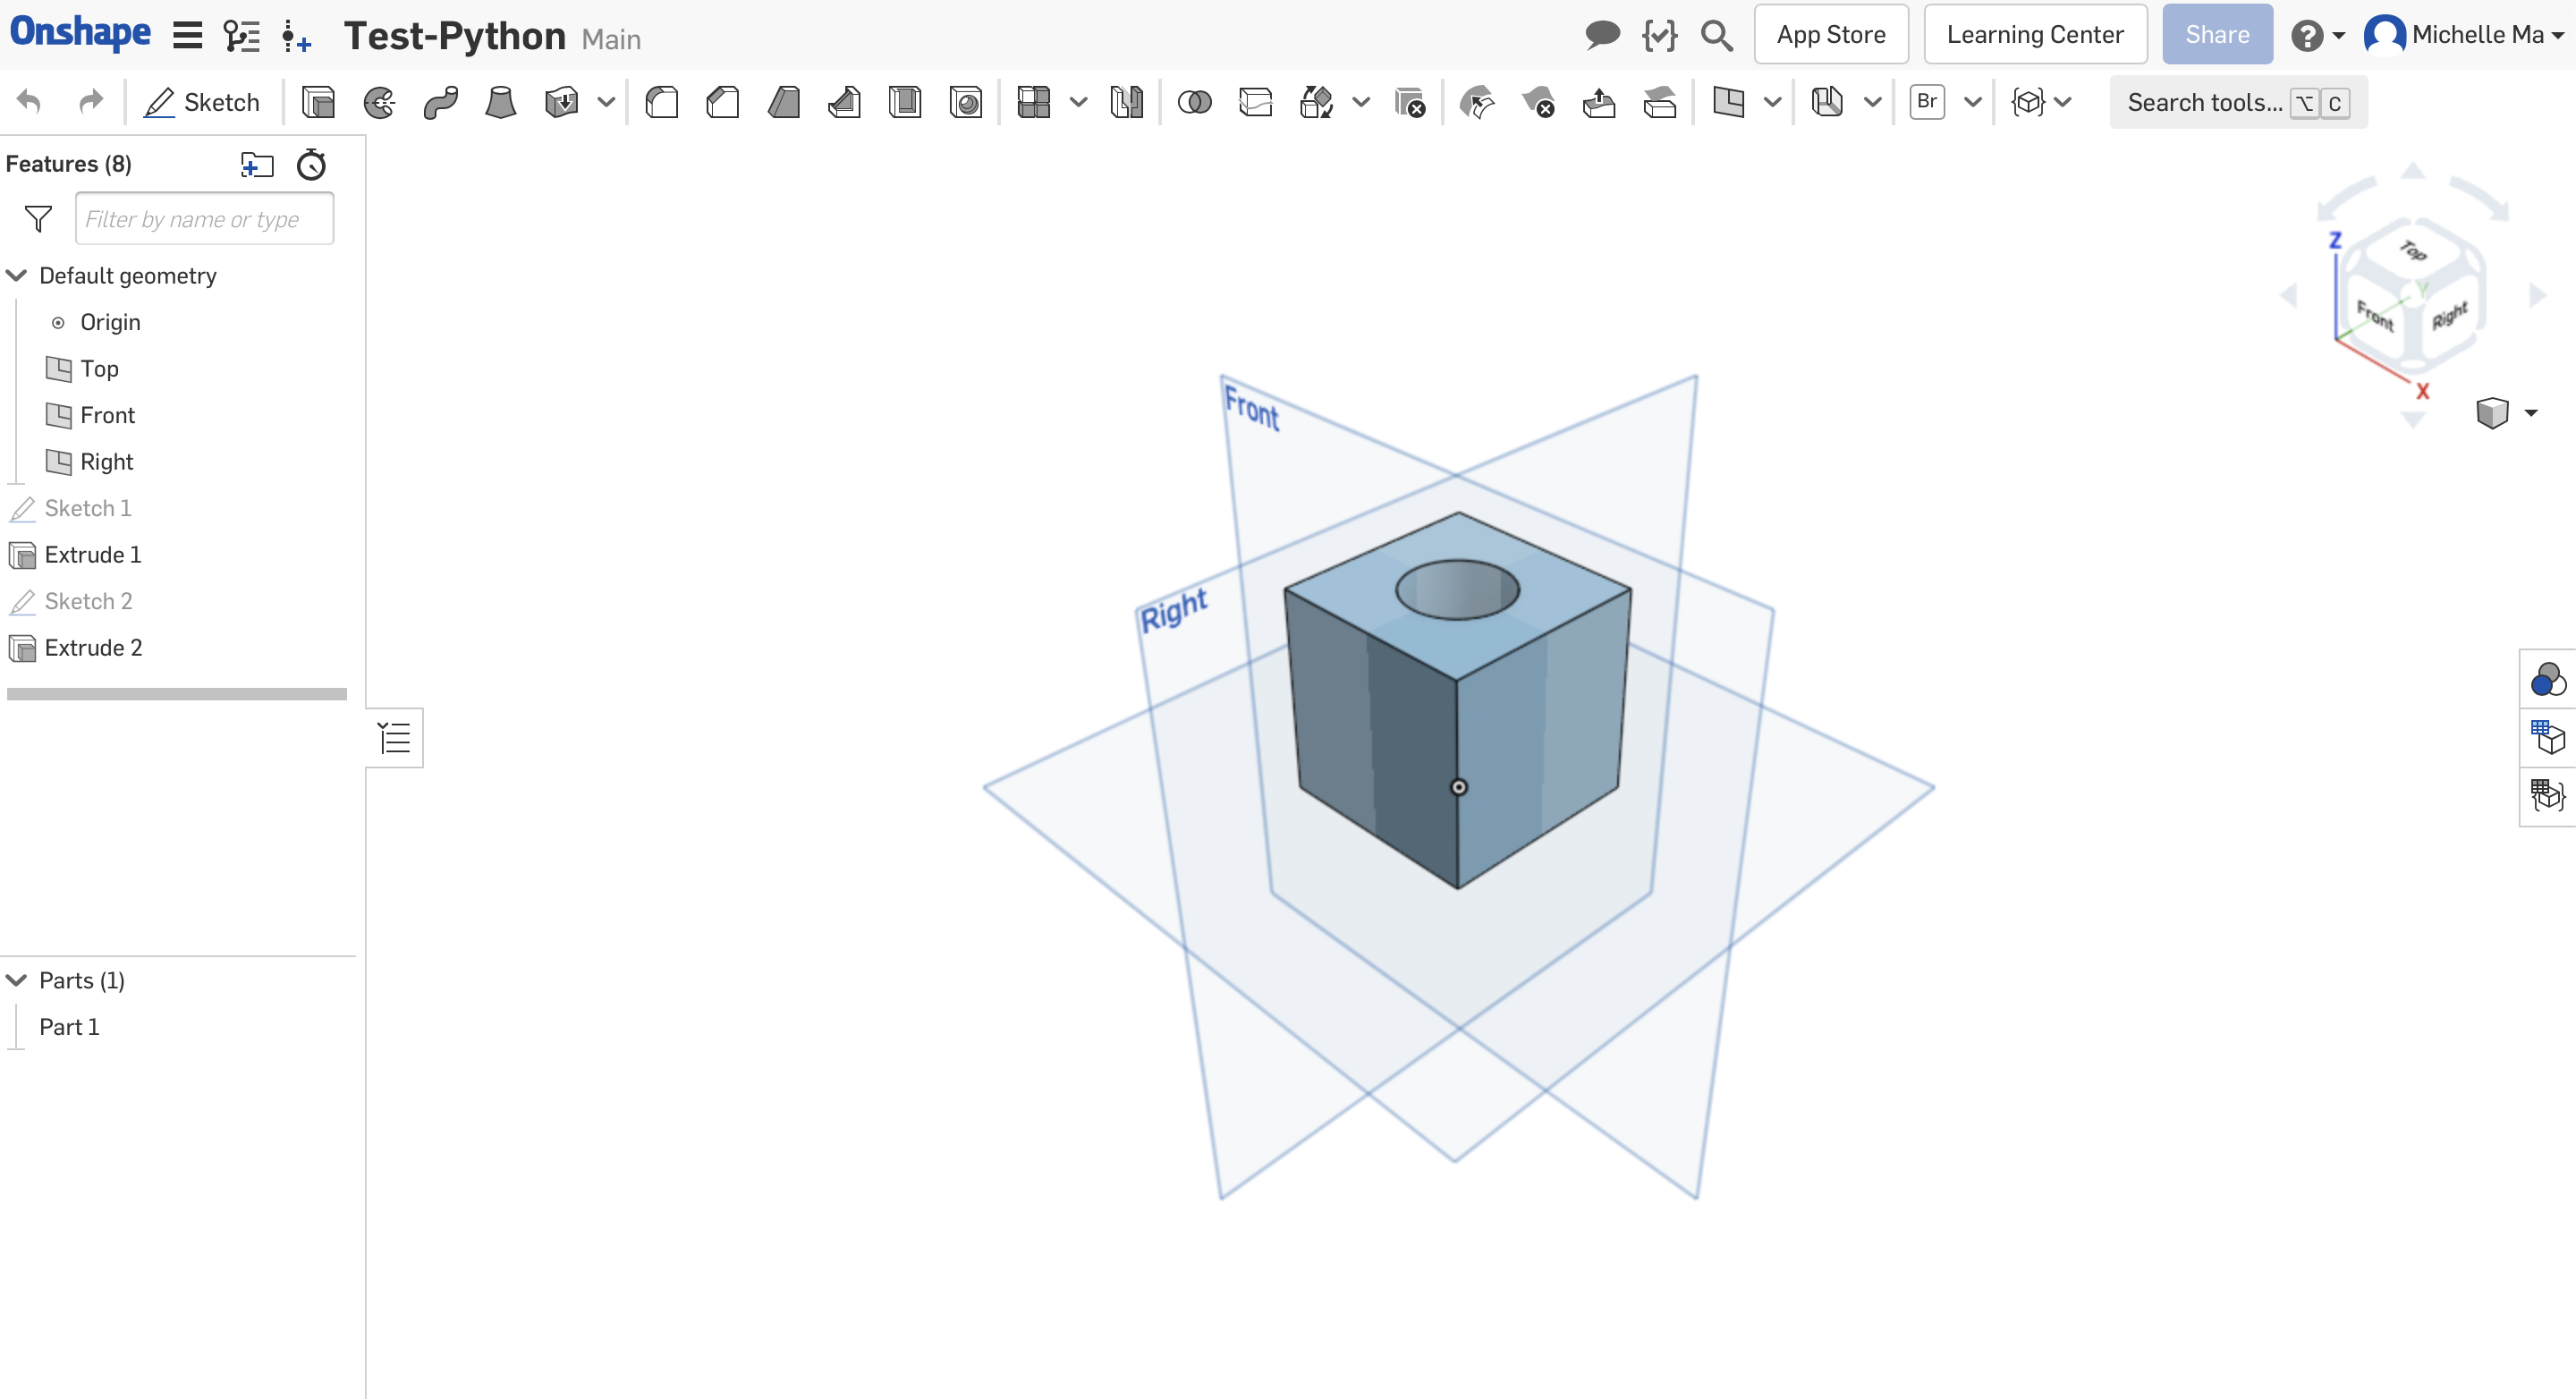 Onshape Test-Python Main App Store Learning Center Share ? Michelle Ma
Sketch Br Search tools... ⌥ C
Features (8)
Filter by name or type
Default geometry
Origin
Top
Front
Right
Sketch 1
Extrude 1
Sketch 2
Extrude 2
Parts (1)
Part 1
Front
Right
Z
Top
Y
Front
Right
X